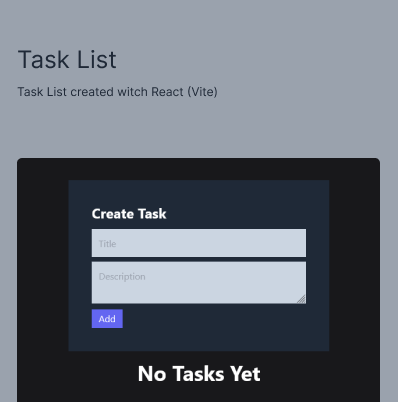 Task List
Task List created witch React (Vite)
Create Task
Title
Description
Add
No Tasks Yet